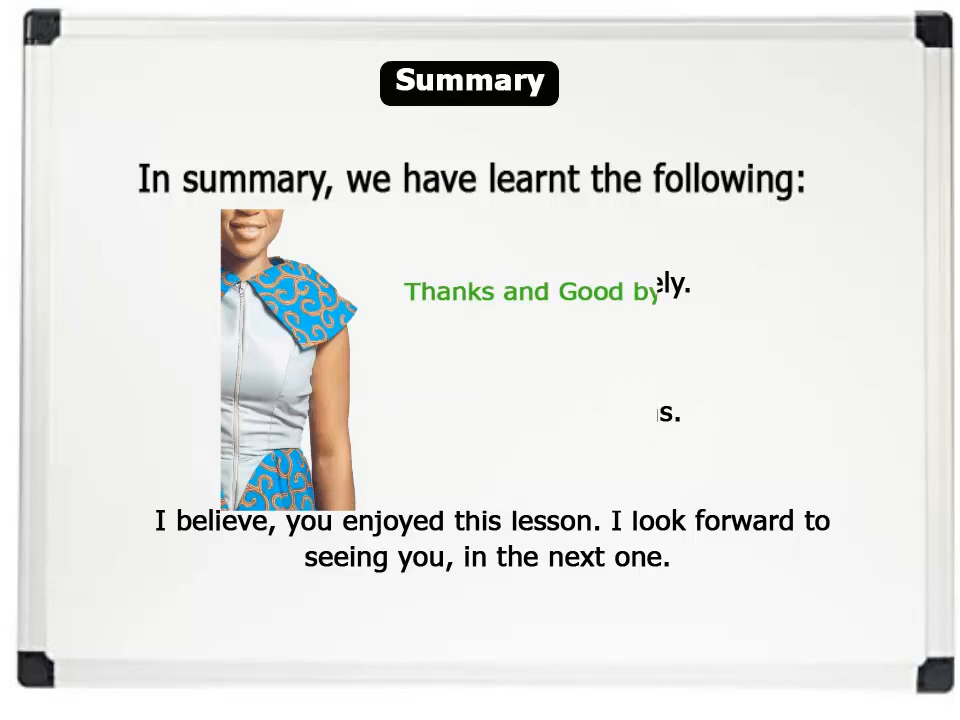 Summary
In summary, we have learnt the following:
Thanks and Good by
ely.
s.
I believe, you enjoyed this lesson. I look forward to
seeing you, in the next one.